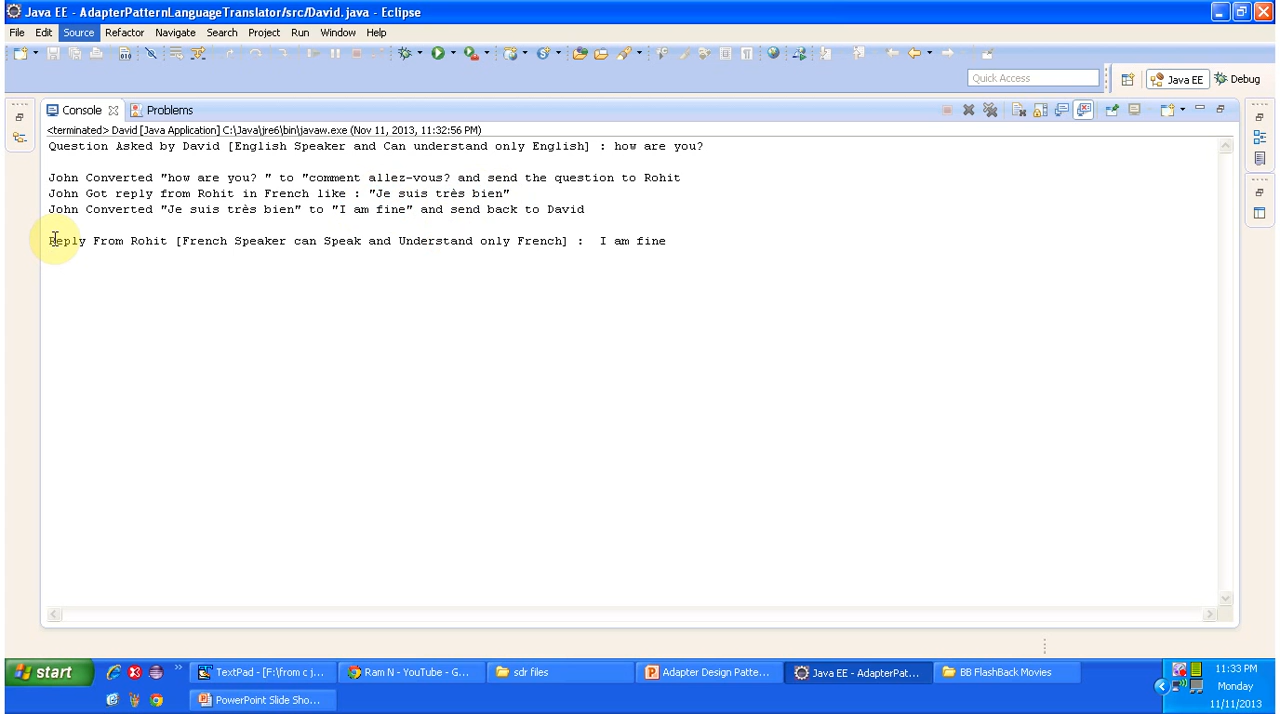 Java EE - AdapterPatternLanguageTranslator/src/David.java - Eclipse
File Edit Source Refactor Navigate Search Project Run Window Help
Quick Access
Java EE
Debug
Console
Problems
<terminated> David [Java Application] C:\Java\jre6\bin\javaw.exe (Nov 11, 2013, 11:32:56 PM)
Question Asked by David [English Speaker and Can understand only English] : how are you?
John Converted "how are you? " to "comment allez-vous? and send the question to Rohit
John Got reply from Rohit in French like : "Je suis très bien"
John Converted "Je suis très bien" to "I am fine" and send back to David
Reply From Rohit [French Speaker can Speak and Understand only French] : I am fine
start
TextPad - [F:\from c j...
Ram N - YouTube - G...
sdr files
Adapter Design Patte...
Java EE - AdapterPat...
BB FlashBack Movies
11:33 PM
PowerPoint Slide Sho...
Monday
11/11/2013